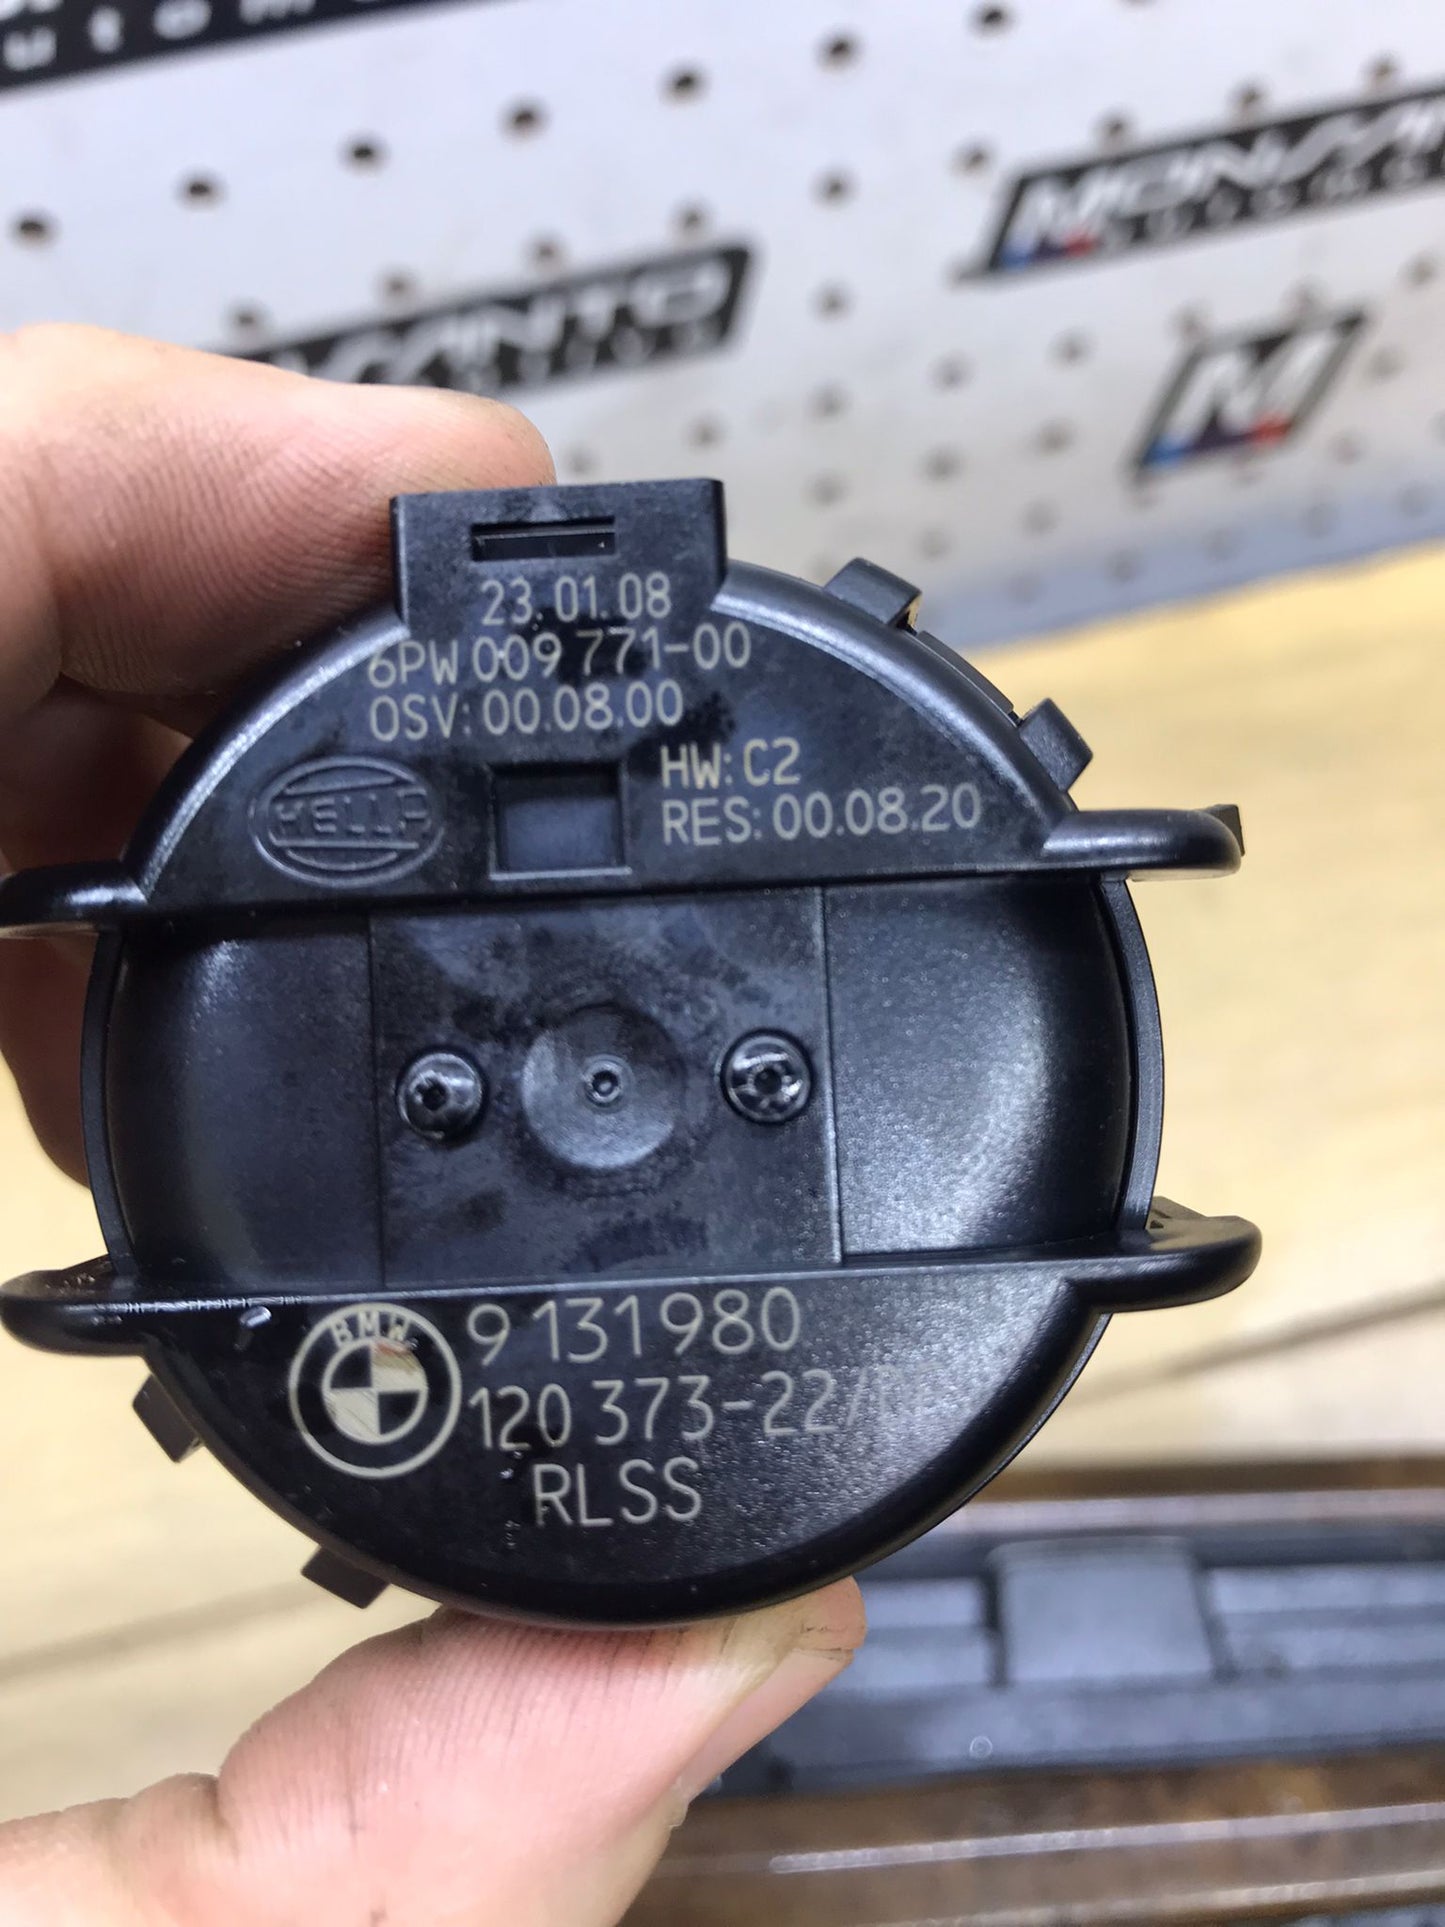 MONMINTO
M
23.01.08
6PW 009 771-00
OSV: 00.08.00
HW: C2
RES: 00.08.20
HELLA
BMW
9 131 980
120 373-22/
RLSS